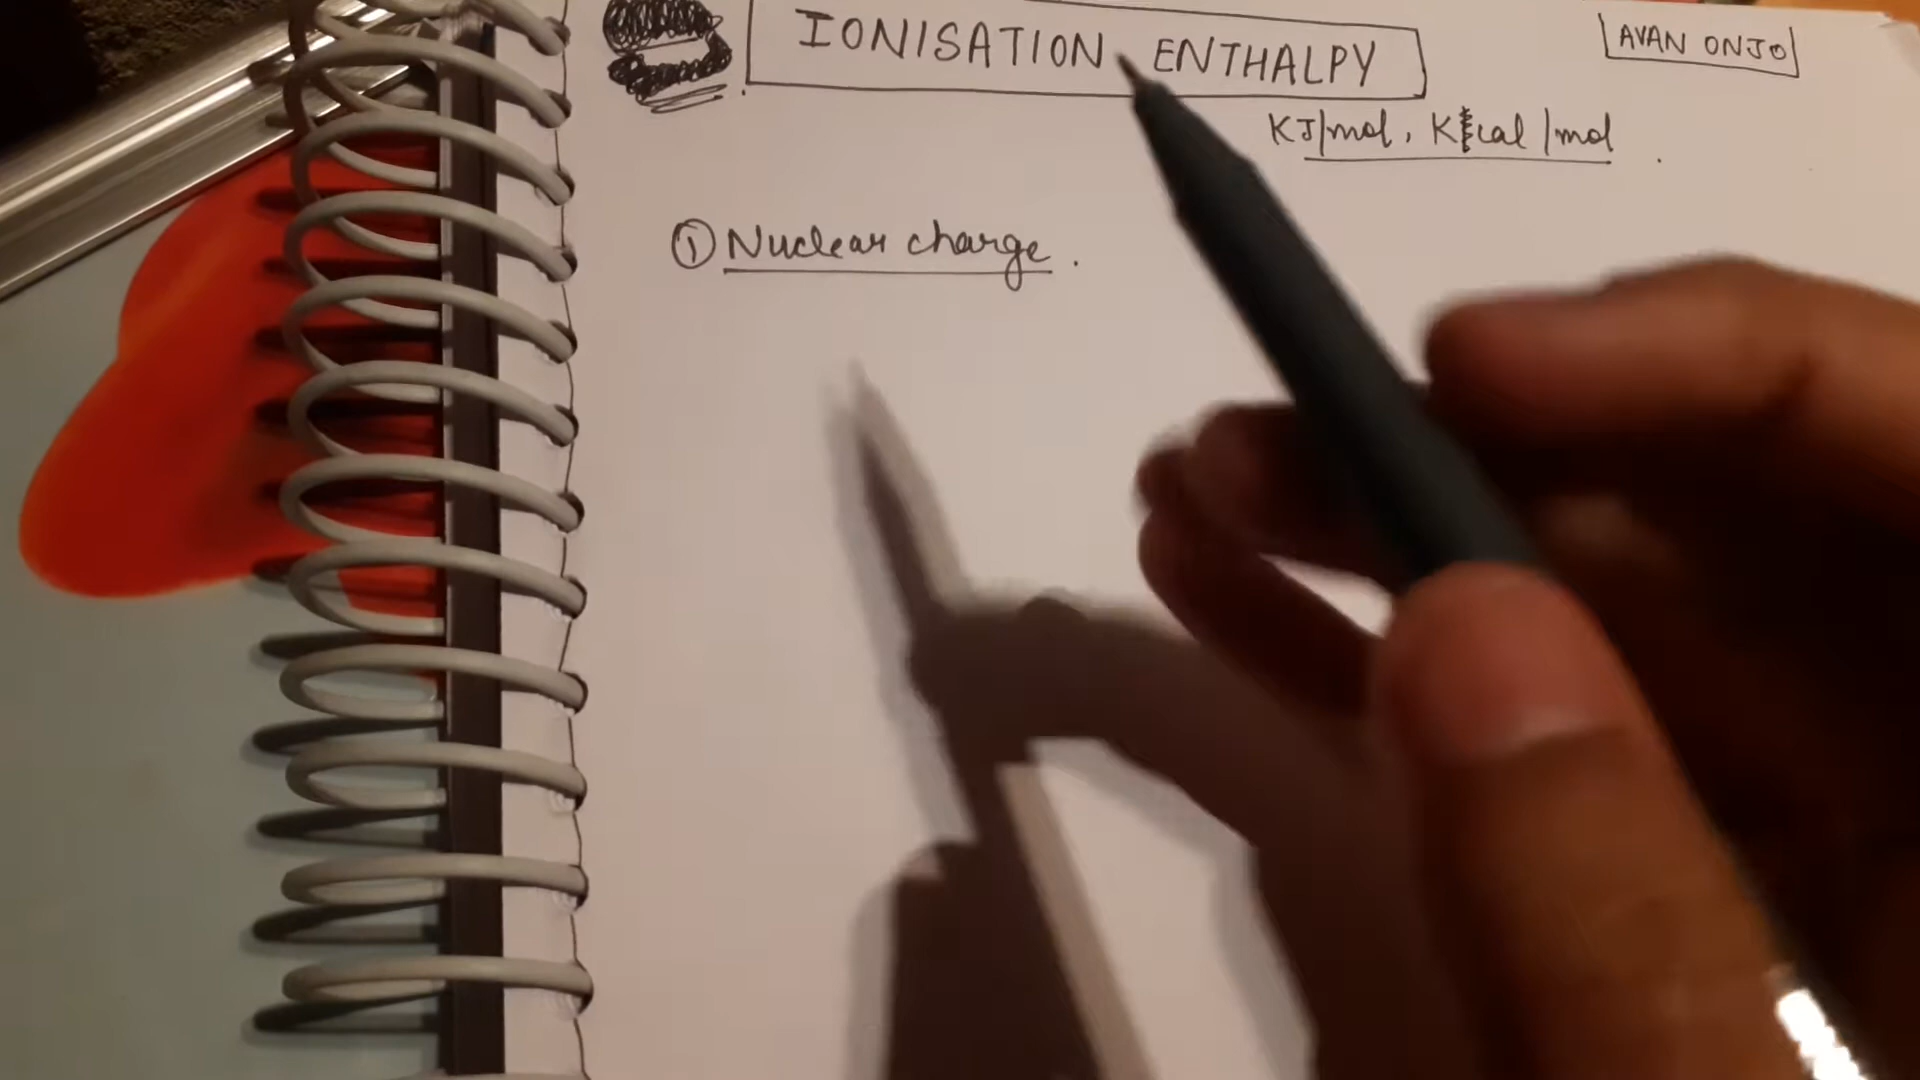 IONISATION ENTHALPY
AVAN ONJO
KJ/mol, Kcal/mol
① Nuclear charge.